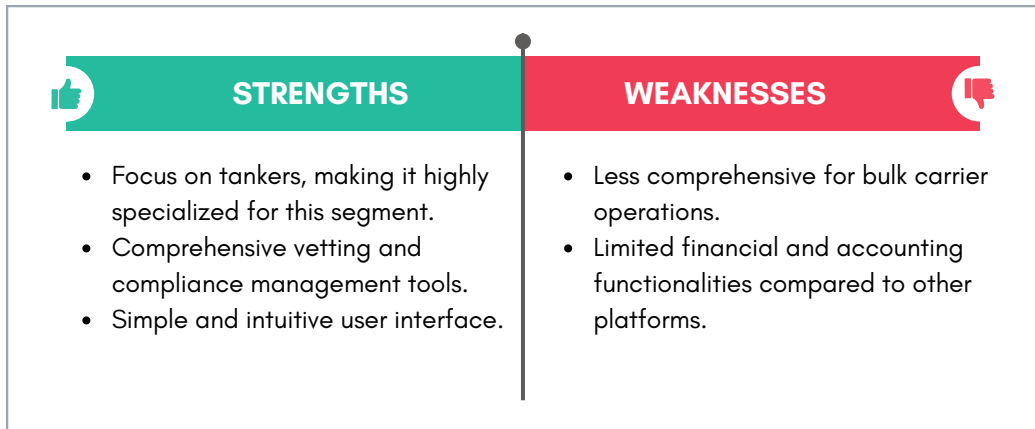 STRENGTHS
WEAKNESSES
• Focus on tankers, making it highly
specialized for this segment.
• Comprehensive vetting and
compliance management tools.
• Simple and intuitive user interface.
• Less comprehensive for bulk carrier
operations.
• Limited financial and accounting
functionalities compared to other
platforms.